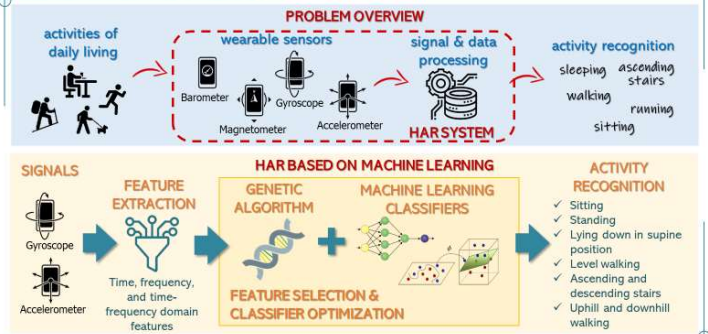 PROBLEM OVERVIEW
activities of
daily living
wearable sensors
Barometer
Magnetometer
Gyroscope
Accelerometer
signal & data
processing
HAR SYSTEM
activity recognition
sleeping
ascending
stairs
walking
running
sitting
HAR BASED ON MACHINE LEARNING
SIGNALS
Gyroscope
Accelerometer
FEATURE
EXTRACTION
Time, frequency,
and time-
frequency domain
features
GENETIC
ALGORITHM
MACHINE LEARNING
CLASSIFIERS
ϕ
FEATURE SELECTION &
CLASSIFIER OPTIMIZATION
ACTIVITY
RECOGNITION
✓ Sitting
✓ Standing
✓ Lying down in supine
position
✓ Level walking
✓ Ascending and
descending stairs
✓ Uphill and downhill
walking